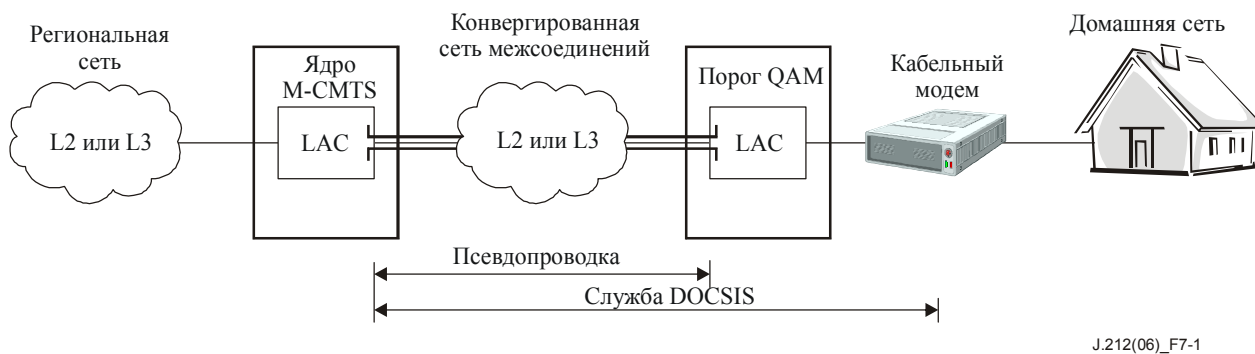 Региональная
сеть
L2 или L3
Ядро
M-CMTS
LAC
Конвергированная
сеть межсоединений
L2 или L3
Порог QAM
LAC
Кабельный
модем
Домашняя сеть
Псевдопроводка
Служба DOCSIS
J.212(06)_F7-1